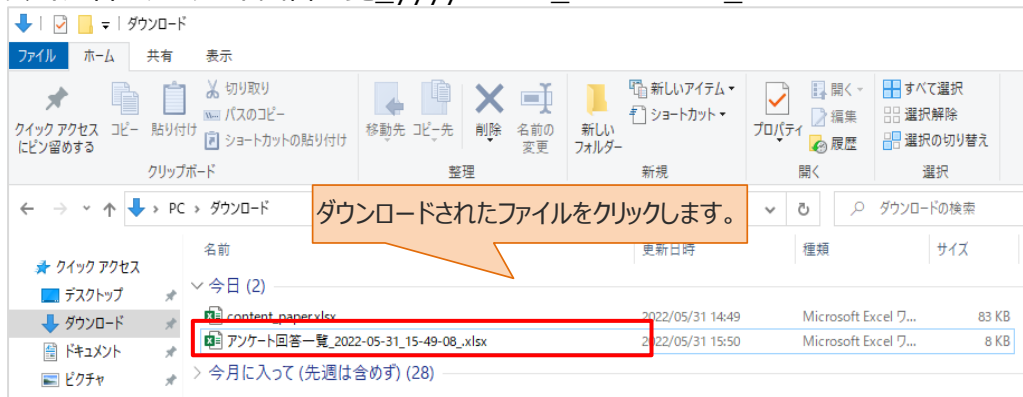 ダウンロード
ファイル ホーム 共有 表示
クイック アクセスにピン留めする
コピー
貼り付け
切り取り
パスのコピー
ショートカットの貼り付け
クリップボード
移動先
コピー先
削除
名前の変更
整理
新しいフォルダー
新しいアイテム
ショートカット
新規
プロパティ
開く
編集
履歴
開く
すべて選択
選択解除
選択の切り替え
選択
PC › ダウンロード
ダウンロードの検索
ダウンロードされたファイルをクリックします。
名前 更新日時 種類 サイズ
クイック アクセス
デスクトップ
ダウンロード
ドキュメント
ピクチャ
今日 (2)
content_paper.xlsx 2022/05/31 14:49 Microsoft Excel ワ... 83 KB
アンケート回答一覧_2022-05-31_15-49-08_.xlsx 2022/05/31 15:50 Microsoft Excel ワ... 8 KB
今月に入って (先週は含めず) (28)